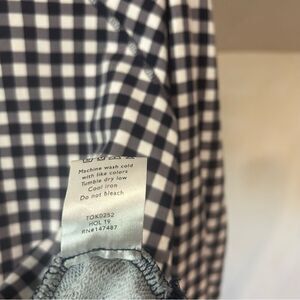 Machine wash cold
with like colors
Tumble dry low
Cool iron
Do not bleach
TOK0252
HOL 19
RN#147487